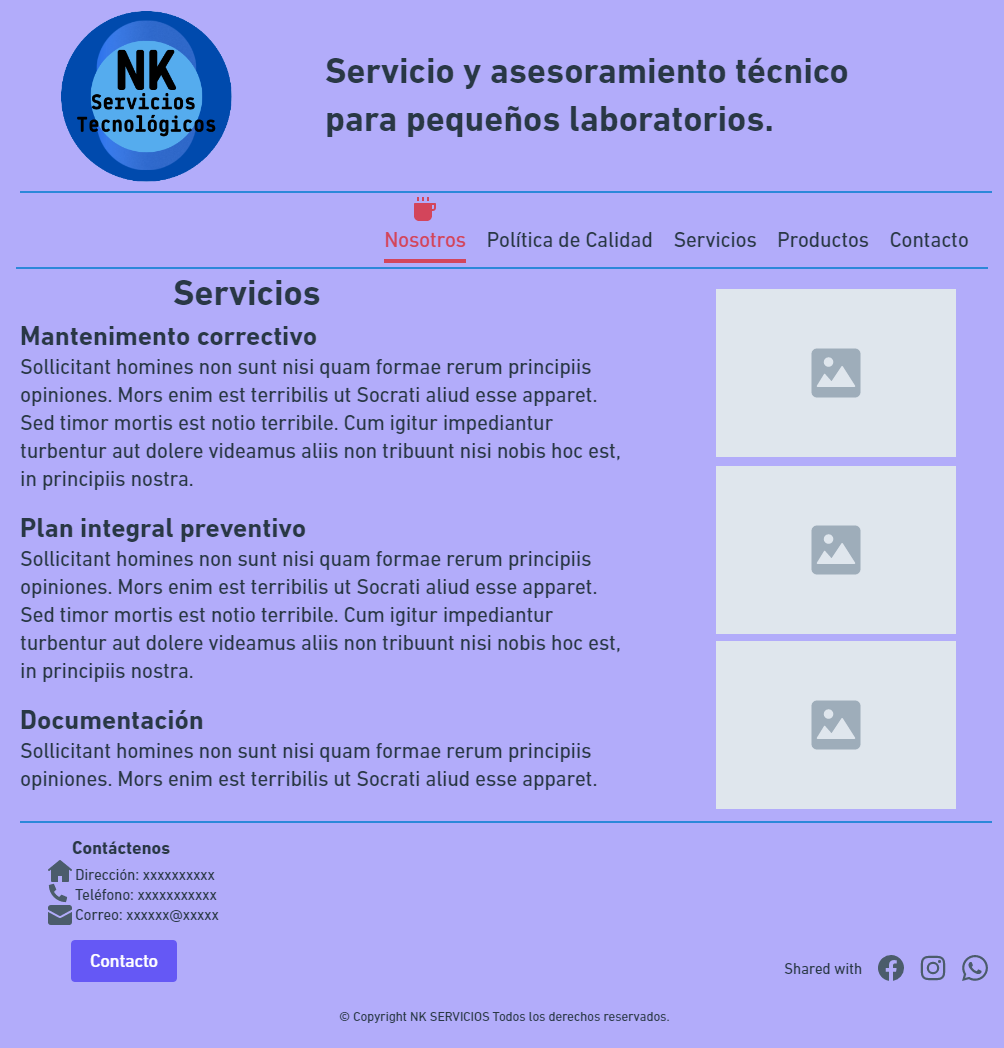 NK
Servicios
Tecnológicos
Servicio y asesoramiento técnico
para pequeños laboratorios.
Nosotros Política de Calidad Servicios Productos Contacto
Servicios
Mantenimento correctivo
Sollicitant homines non sunt nisi quam formae rerum principiis
opiniones. Mors enim est terribilis ut Socrati aliud esse apparet.
Sed timor mortis est notio terribile. Cum igitur impediantur
turbentur aut dolere videamus aliis non tribuunt nisi nobis hoc est,
in principiis nostra.
Plan integral preventivo
Sollicitant homines non sunt nisi quam formae rerum principiis
opiniones. Mors enim est terribilis ut Socrati aliud esse apparet.
Sed timor mortis est notio terribile. Cum igitur impediantur
turbentur aut dolere videamus aliis non tribuunt nisi nobis hoc est,
in principiis nostra.
Documentación
Sollicitant homines non sunt nisi quam formae rerum principiis
opiniones. Mors enim est terribilis ut Socrati aliud esse apparet.
Contáctenos
Dirección: xxxxxxxxxx
Teléfono: xxxxxxxxxxx
Correo: xxxxxx@xxxxx
Contacto
Shared with
© Copyright NK SERVICIOS Todos los derechos reservados.